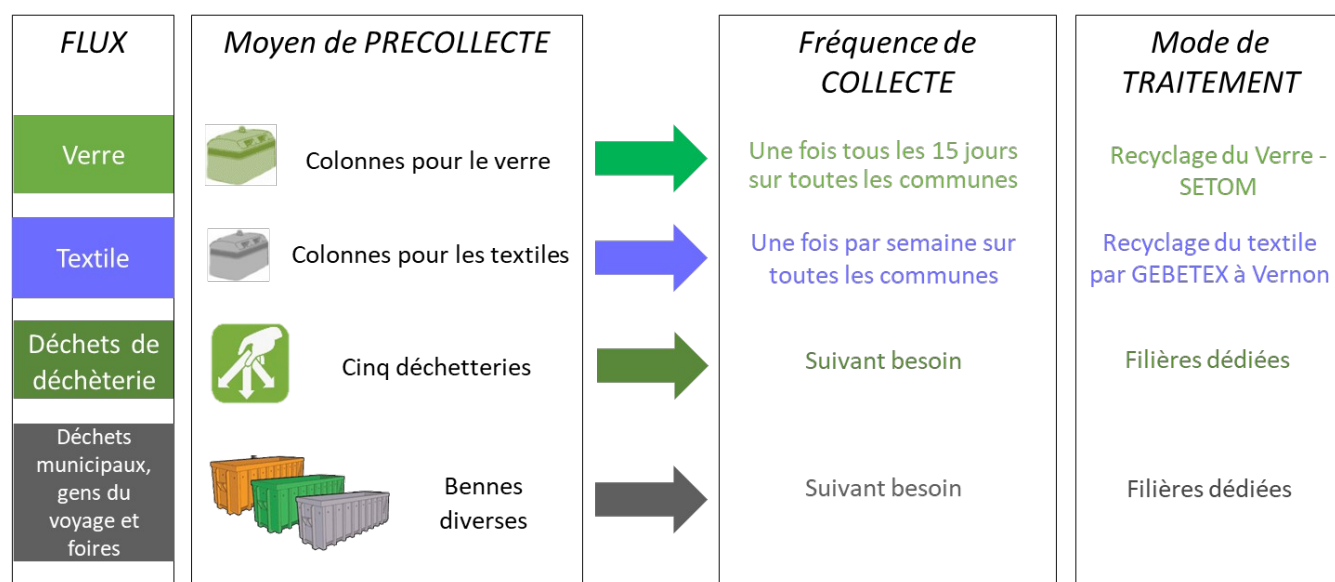 FLUX
Moyen de PRECOLLECTE
Fréquence de
COLLECTE
Mode de
TRAITEMENT
Verre
Colonnes pour le verre
Une fois tous les 15 jours
sur toutes les communes
Recyclage du Verre -
SETOM
Textile
Colonnes pour les textiles
Une fois par semaine sur
toutes les communes
Recyclage du textile
par GEBETEX à Vernon
Déchets de
déchèterie
Cinq déchetteries
Suivant besoin
Filières dédiées
Déchets
municipaux,
gens du
voyage et
foires
Bennes
diverses
Suivant besoin
Filières dédiées